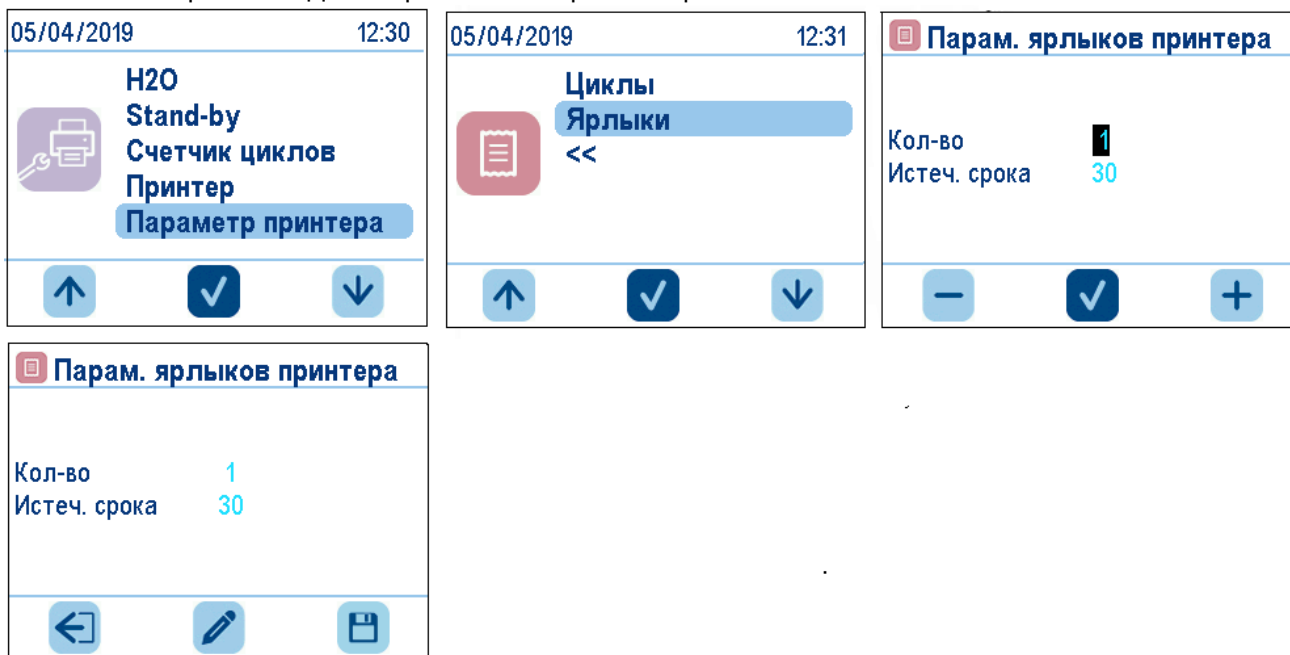 05/04/2019 12:30
H2O
Stand-by
Счетчик циклов
Принтер
Параметр принтера
05/04/2019 12:31
Циклы
Ярлыки
<<
Парам. ярлыков принтера
Кол-во 1
Истеч. срока 30
Парам. ярлыков принтера
Кол-во 1
Истеч. срока 30